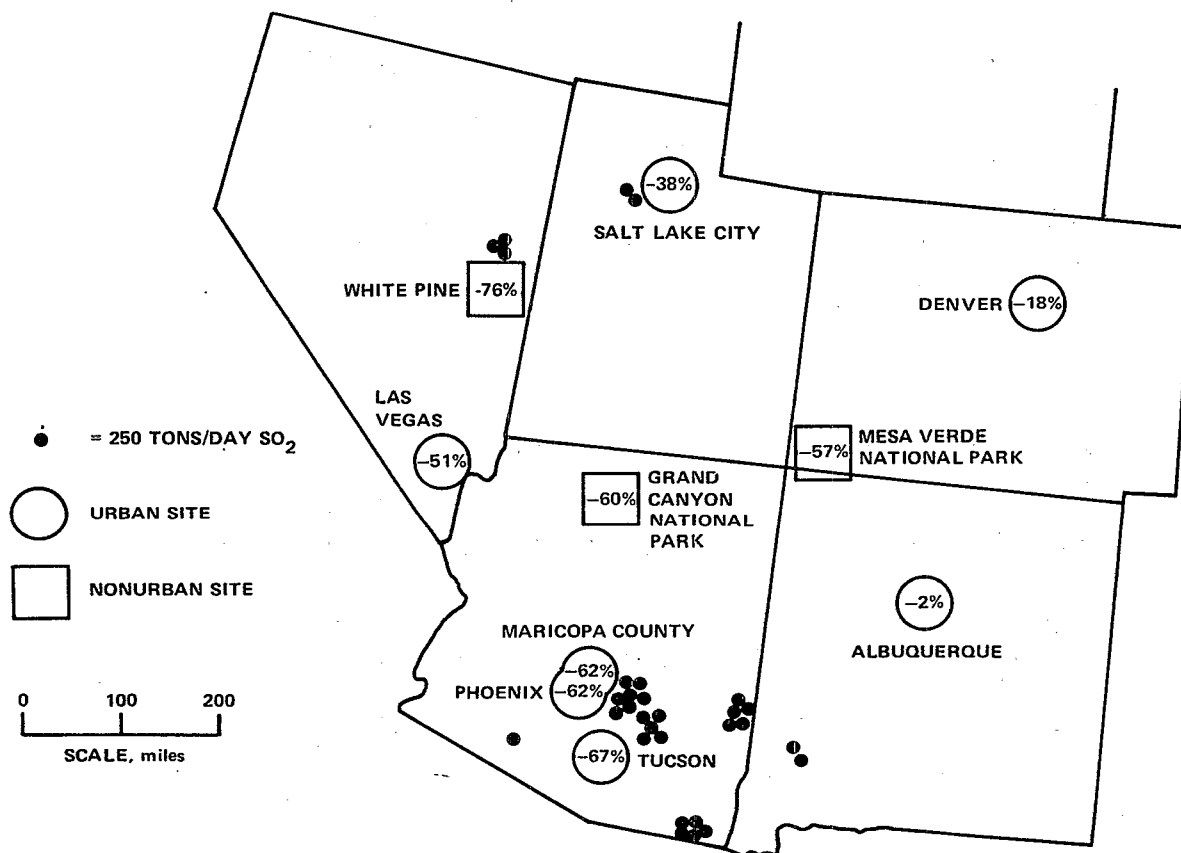 –38%
SALT LAKE CITY
WHITE PINE
-76%
DENVER
–18%
LAS
VEGAS
–51%
MESA VERDE
NATIONAL PARK
–57%
–60%
GRAND
CANYON
NATIONAL
PARK
= 250 TONS/DAY SO₂
URBAN SITE
NONURBAN SITE
–2%
ALBUQUERQUE
MARICOPA COUNTY
–62%
PHOENIX
–62%
–67%
TUCSON
0 100 200
SCALE, miles